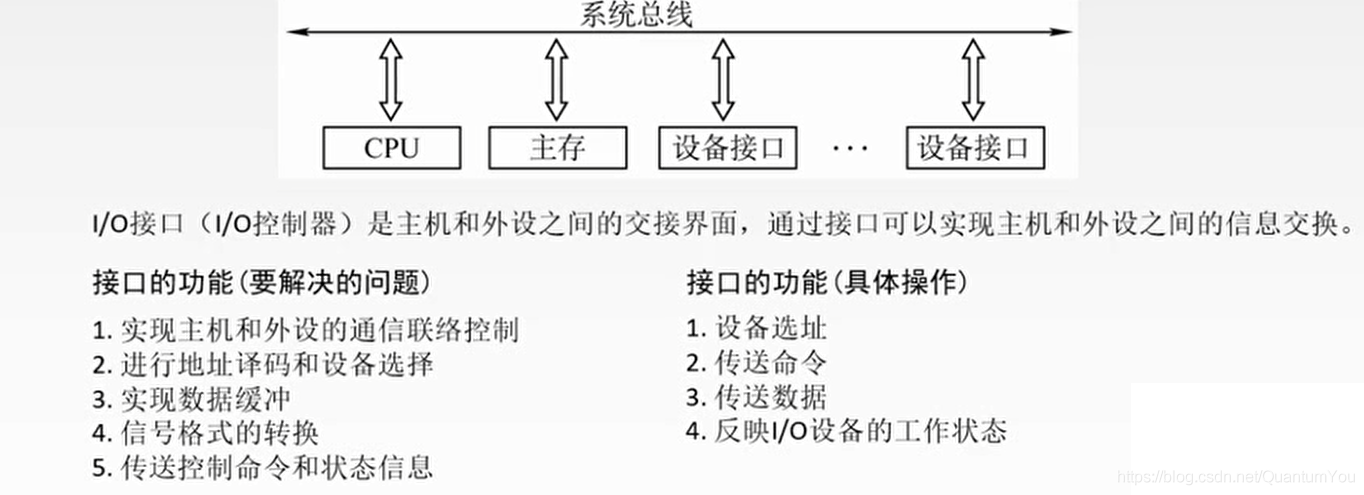 系统总线
CPU 主存 设备接口 ··· 设备接口
I/O接口（I/O控制器）是主机和外设之间的交接界面，通过接口可以实现主机和外设之间的信息交换。
接口的功能(要解决的问题)
1. 实现主机和外设的通信联络控制
2. 进行地址译码和设备选择
3. 实现数据缓冲
4. 信号格式的转换
5. 传送控制命令和状态信息
接口的功能(具体操作)
1. 设备选址
2. 传送命令
3. 传送数据
4. 反映I/O设备的工作状态
https://blog.csdn.net/QuantumYou